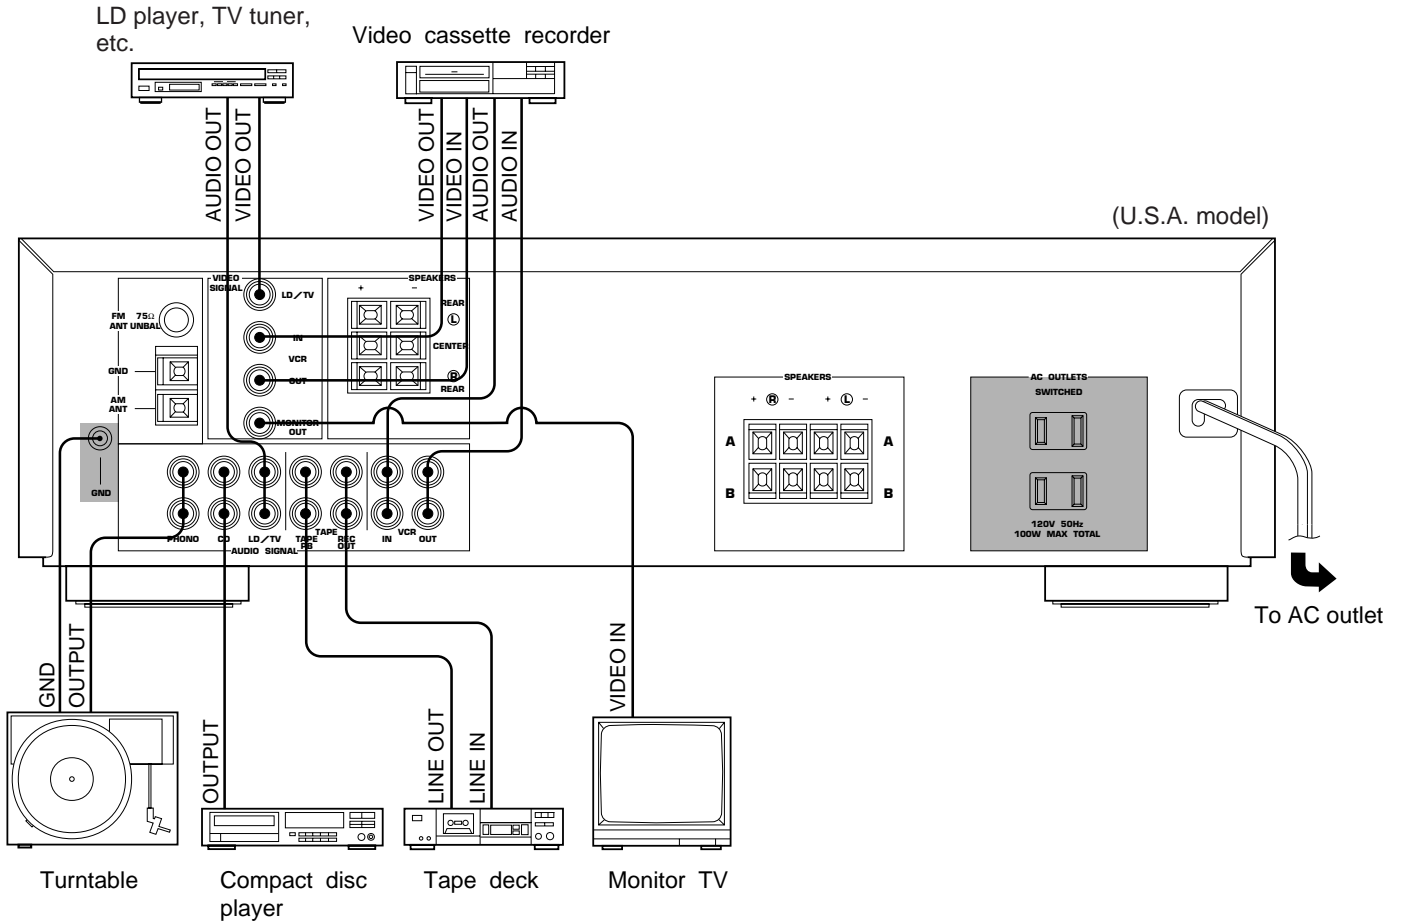 LD player, TV tuner,
etc.
Video cassette recorder
AUDIO OUT
VIDEO OUT
VIDEO OUT
VIDEO IN
AUDIO OUT
AUDIO IN
(U.S.A. model)
VIDEO
SIGNAL
LD/TV
IN
VCR
OUT
MONITOR
OUT
FM 75Ω
ANT UNBAL
GND
AM
ANT
GND
SPEAKERS
+ −
REAR
L
CENTER
R
REAR
PHONO CD LD/TV TAPE PB TAPE REC OUT IN VCR OUT
AUDIO SIGNAL
SPEAKERS
+ R − + L −
A A
B B
AC OUTLETS
SWITCHED
120V 50Hz
100W MAX TOTAL
To AC outlet
GND
OUTPUT
OUTPUT
LINE OUT
LINE IN
VIDEO IN
Turntable
Compact disc
player
Tape deck
Monitor TV